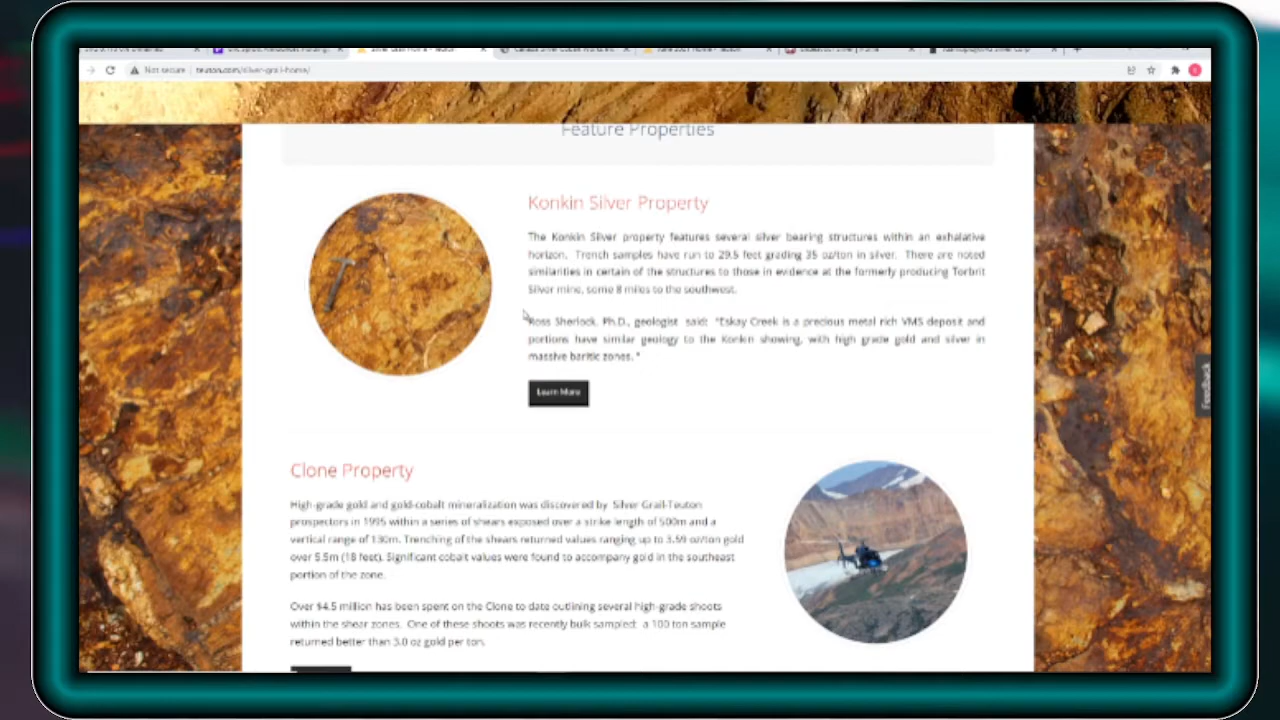 Not secure | teuton.com/silver-grail-home/
Feature Properties
Konkin Silver Property
The Konkin Silver property features several silver bearing structures within an exhalative
horizon. Trench samples have run to 29.5 feet grading 35 oz/ton in silver. There are noted
similarities in certain of the structures to those in evidence at the formerly producing Torbrit
Silver mine, some 8 miles to the southwest.
Ross Sherlock, Ph.D., geologist said: "Eskay Creek is a precious metal rich VMS deposit and
portions have similar geology to the Konkin showing, with high grade gold and silver in
massive baritic zones. "
Learn More
Feedback
Clone Property
High-grade gold and gold-cobalt mineralization was discovered by Silver Grail-Teuton
prospectors in 1995 within a series of shears exposed over a strike length of 500m and a
vertical range of 130m. Trenching of the shears returned values ranging up to 3.59 oz/ton gold
over 5.5m (18 feet). Significant cobalt values were found to accompany gold in the southeast
portion of the zone.
Over $4.5 million has been spent on the Clone to date outlining several high-grade shoots
within the shear zones. One of these shoots was recently bulk sampled: a 100 ton sample
returned better than 3.0 oz gold per ton.